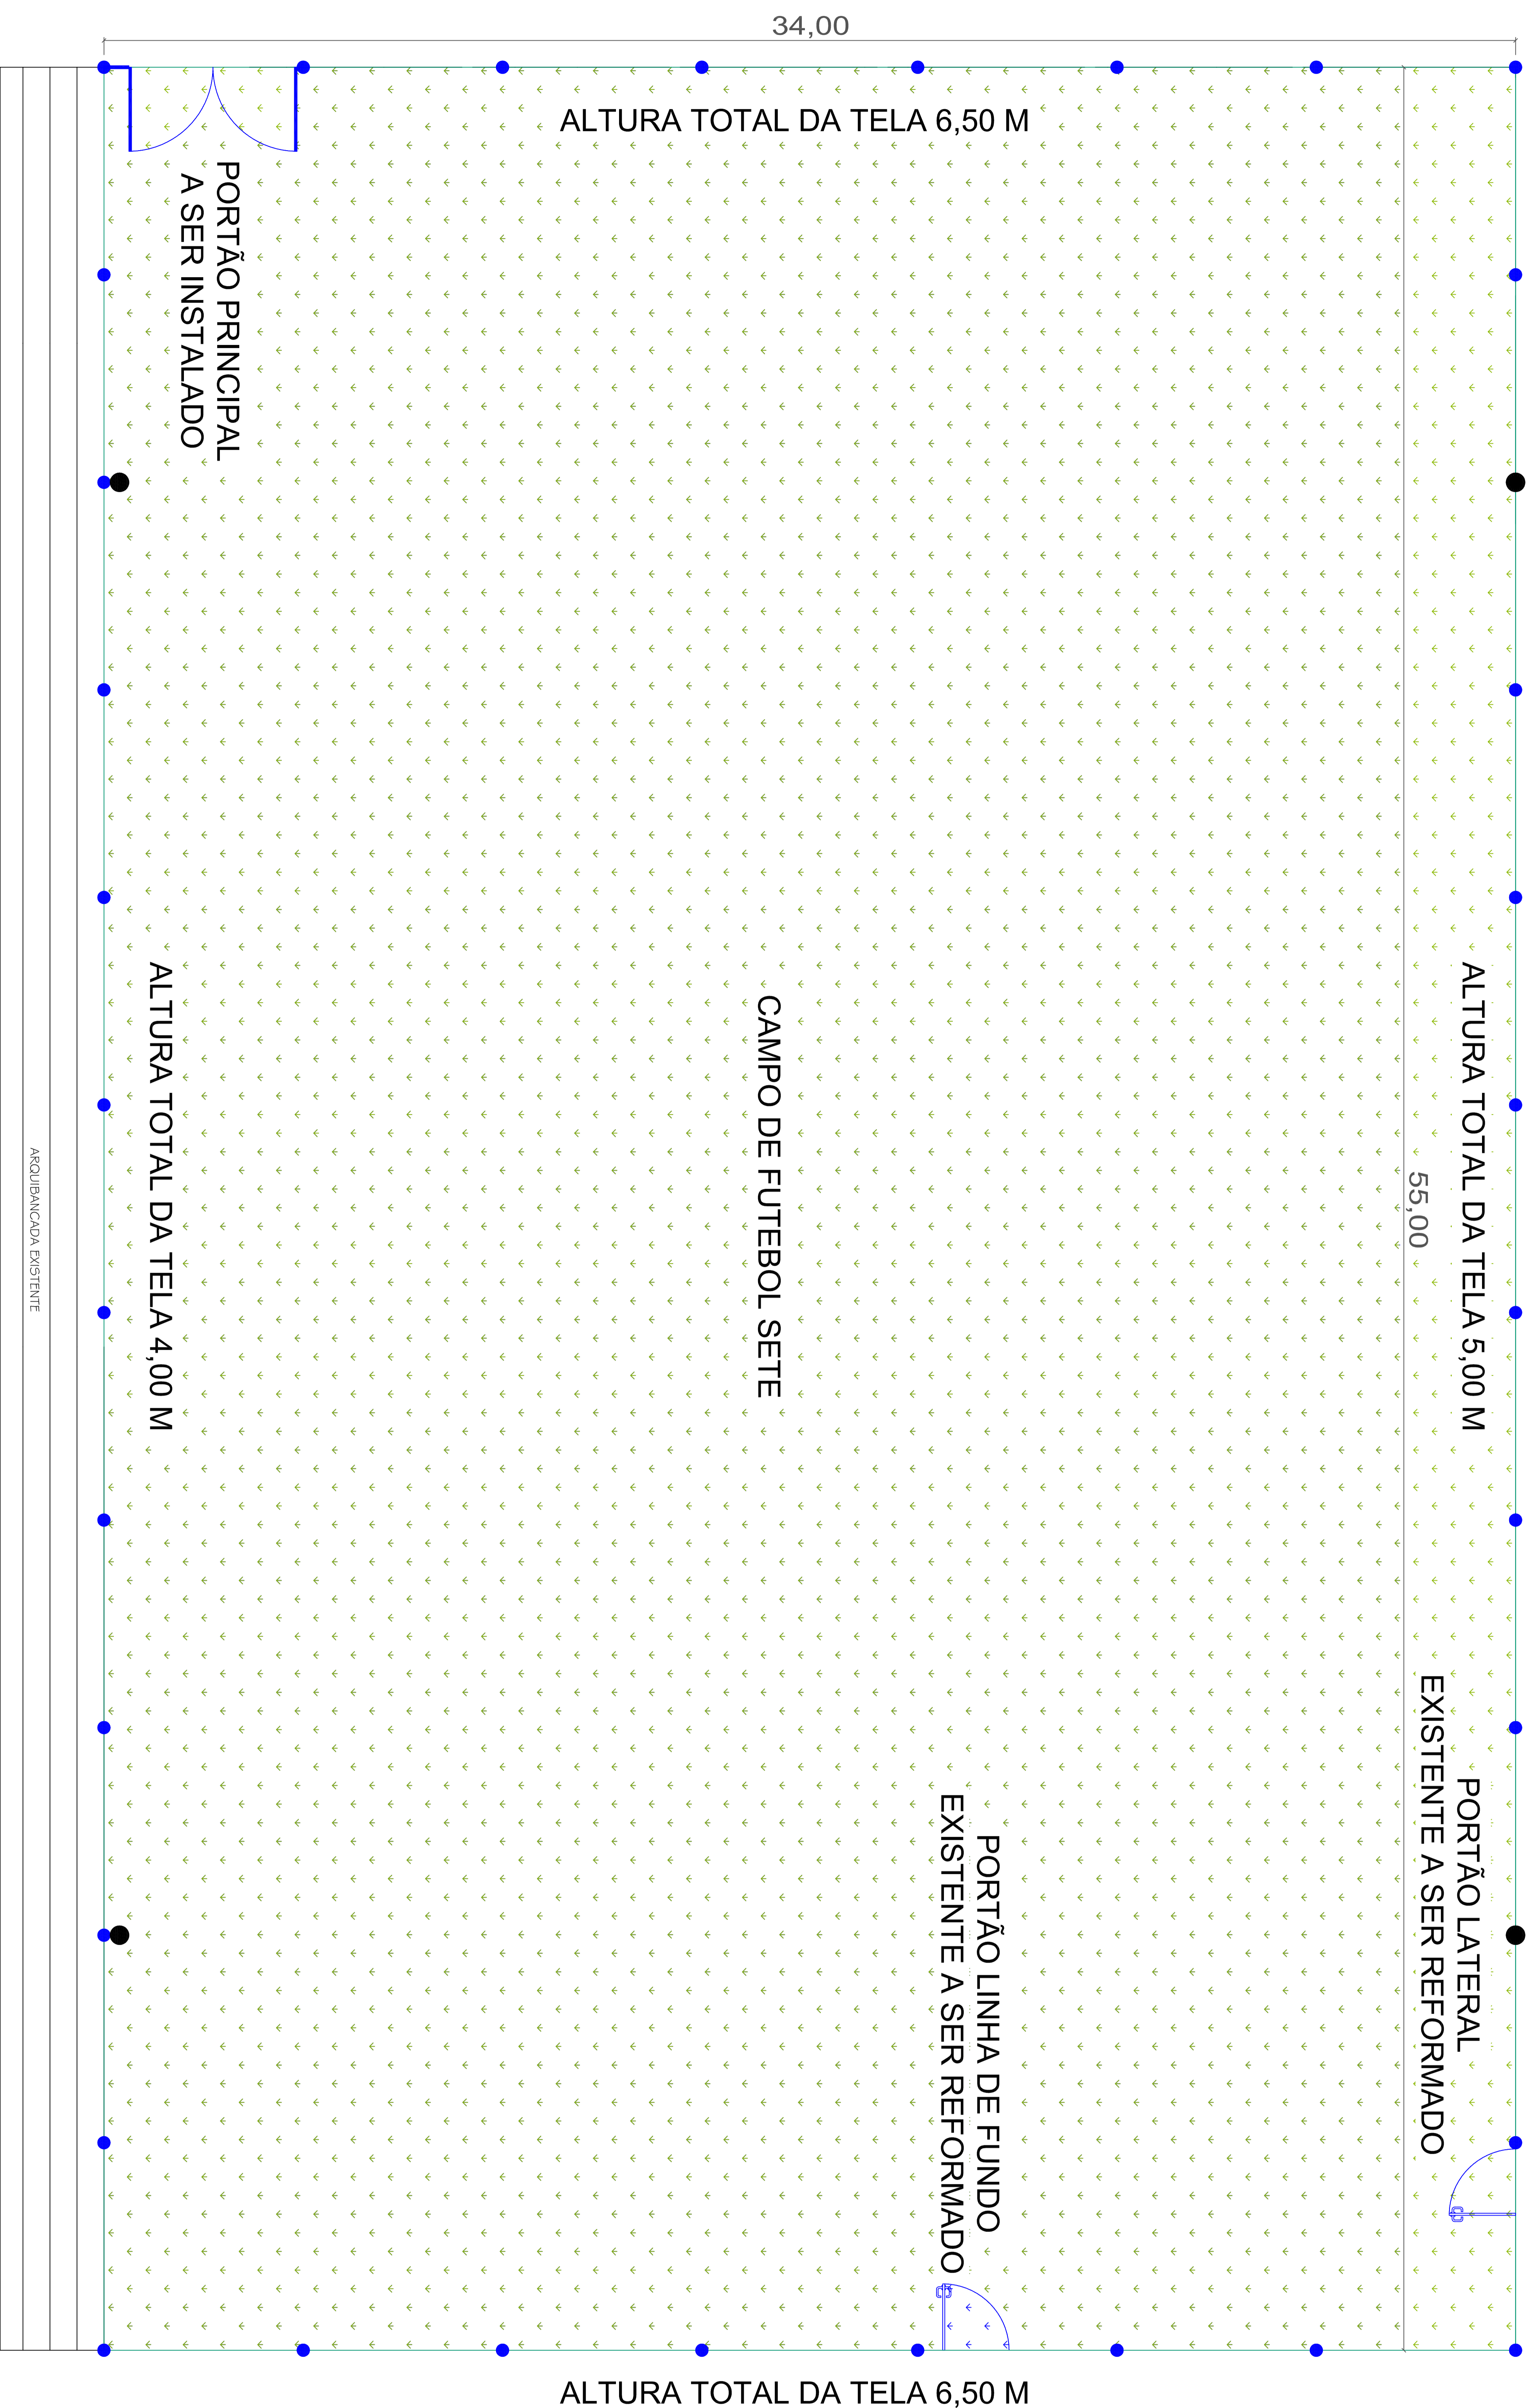 34,00
ALTURA TOTAL DA TELA 6,50 M
PORTÃO PRINCIPAL
A SER INSTALADO
ALTURA TOTAL DA TELA 5,00 M
55,00
CAMPO DE FUTEBOL SETE
ALTURA TOTAL DA TELA 4,00 M
ARQUIBANCADA EXISTENTE
PORTÃO LATERAL
EXISTENTE A SER REFORMADO
PORTÃO LINHA DE FUNDO
EXISTENTE A SER REFORMADO
ALTURA TOTAL DA TELA 6,50 M